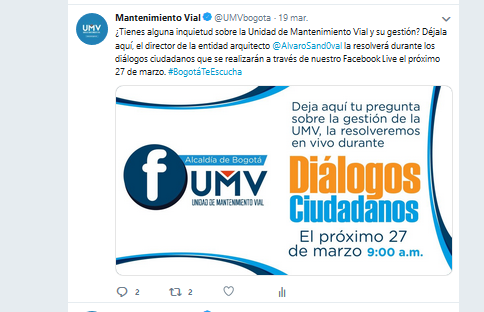 UMV
Mantenimiento Vial @UMVbogota · 19 mar.
¿Tienes alguna inquietud sobre la Unidad de Mantenimiento Vial y su gestión? Déjala
aquí, el director de la entidad arquitecto @AlvaroSand0val la resolverá durante los
diálogos ciudadanos que se realizarán a través de nuestro Facebook Live el próximo
27 de marzo. #BogotáTeEscucha
Deja aquí tu pregunta
sobre la gestión de la
UMV, la resolveremos
en vivo durante
Alcaldía de Bogotá
f UMV
UNIDAD DE MANTENIMIENTO VIAL
Diálogos
Ciudadanos
El próximo 27
de marzo 9:00 a.m.
2 2